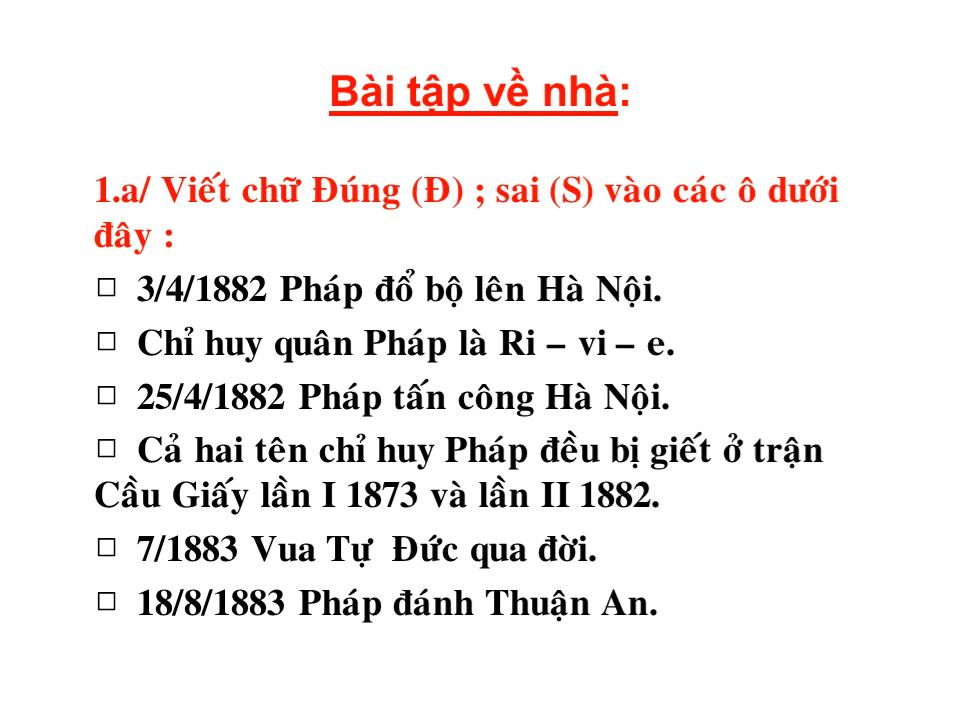 Bài tập về nhà:
1.a/ Viết chữ Đúng (Đ) ; sai (S) vào các ô dưới
đây :
□ 3/4/1882 Pháp đổ bộ lên Hà Nội.
□ Chỉ huy quân Pháp là Ri – vi – e.
□ 25/4/1882 Pháp tấn công Hà Nội.
□ Cả hai tên chỉ huy Pháp đều bị giết ở trận
Cầu Giấy lần I 1873 và lần II 1882.
□ 7/1883 Vua Tự Đức qua đời.
□ 18/8/1883 Pháp đánh Thuận An.